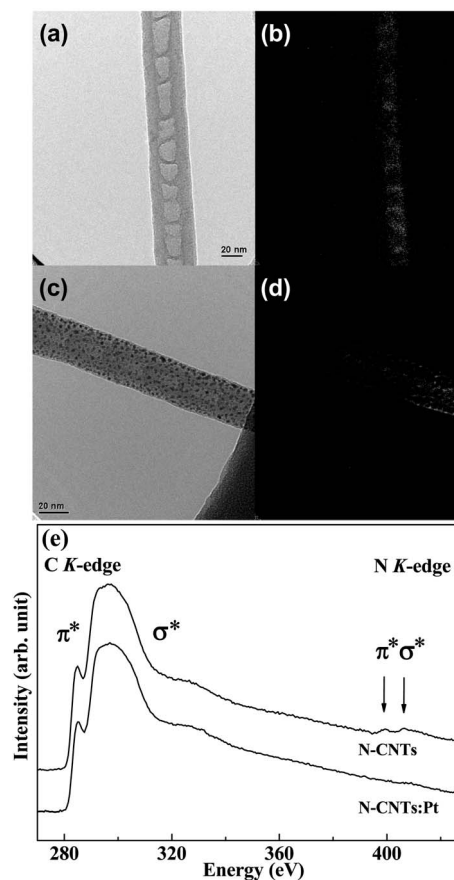 (a)
(b)
20 nm
(c)
(d)
20 nm
(e)
C K-edge
N K-edge
π*
σ*
π* σ*
N-CNTs
N-CNTs:Pt
Intensity (arb. unit)
280
320
360
400
Energy (eV)